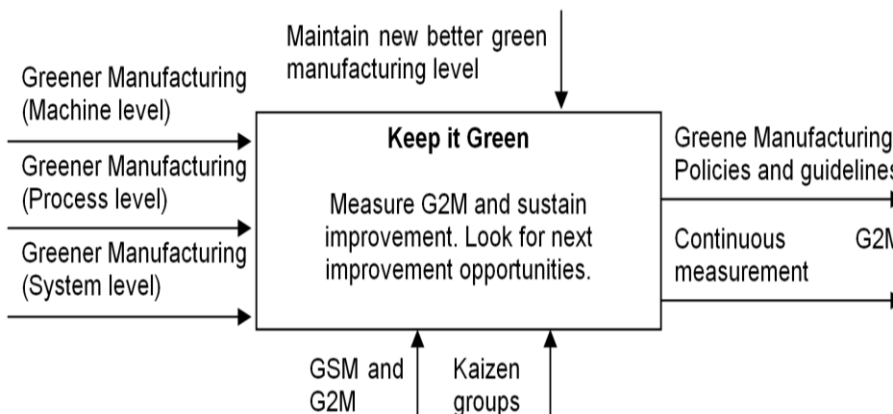 Maintain new better green
manufacturing level
Greener Manufacturing
(Machine level)
Greener Manufacturing
(Process level)
Greener Manufacturing
(System level)
Keep it Green
Measure G2M and sustain
improvement. Look for next
improvement opportunities.
Greene Manufacturing
Policies and guidelines
Continuous G2M
measurement
GSM and
G2M
Kaizen
groups